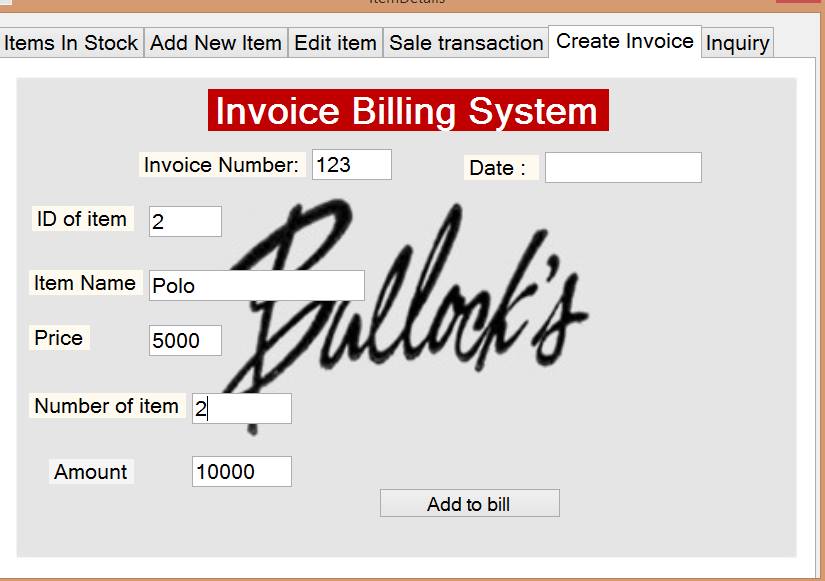 ItemDetails
Items In Stock Add New Item Edit item Sale transaction Create Invoice Inquiry
Invoice Billing System
Invoice Number: 123 Date :
ID of item 2
Bullock's
Item Name Polo
Price 5000
Number of item 2
Amount 10000
Add to bill